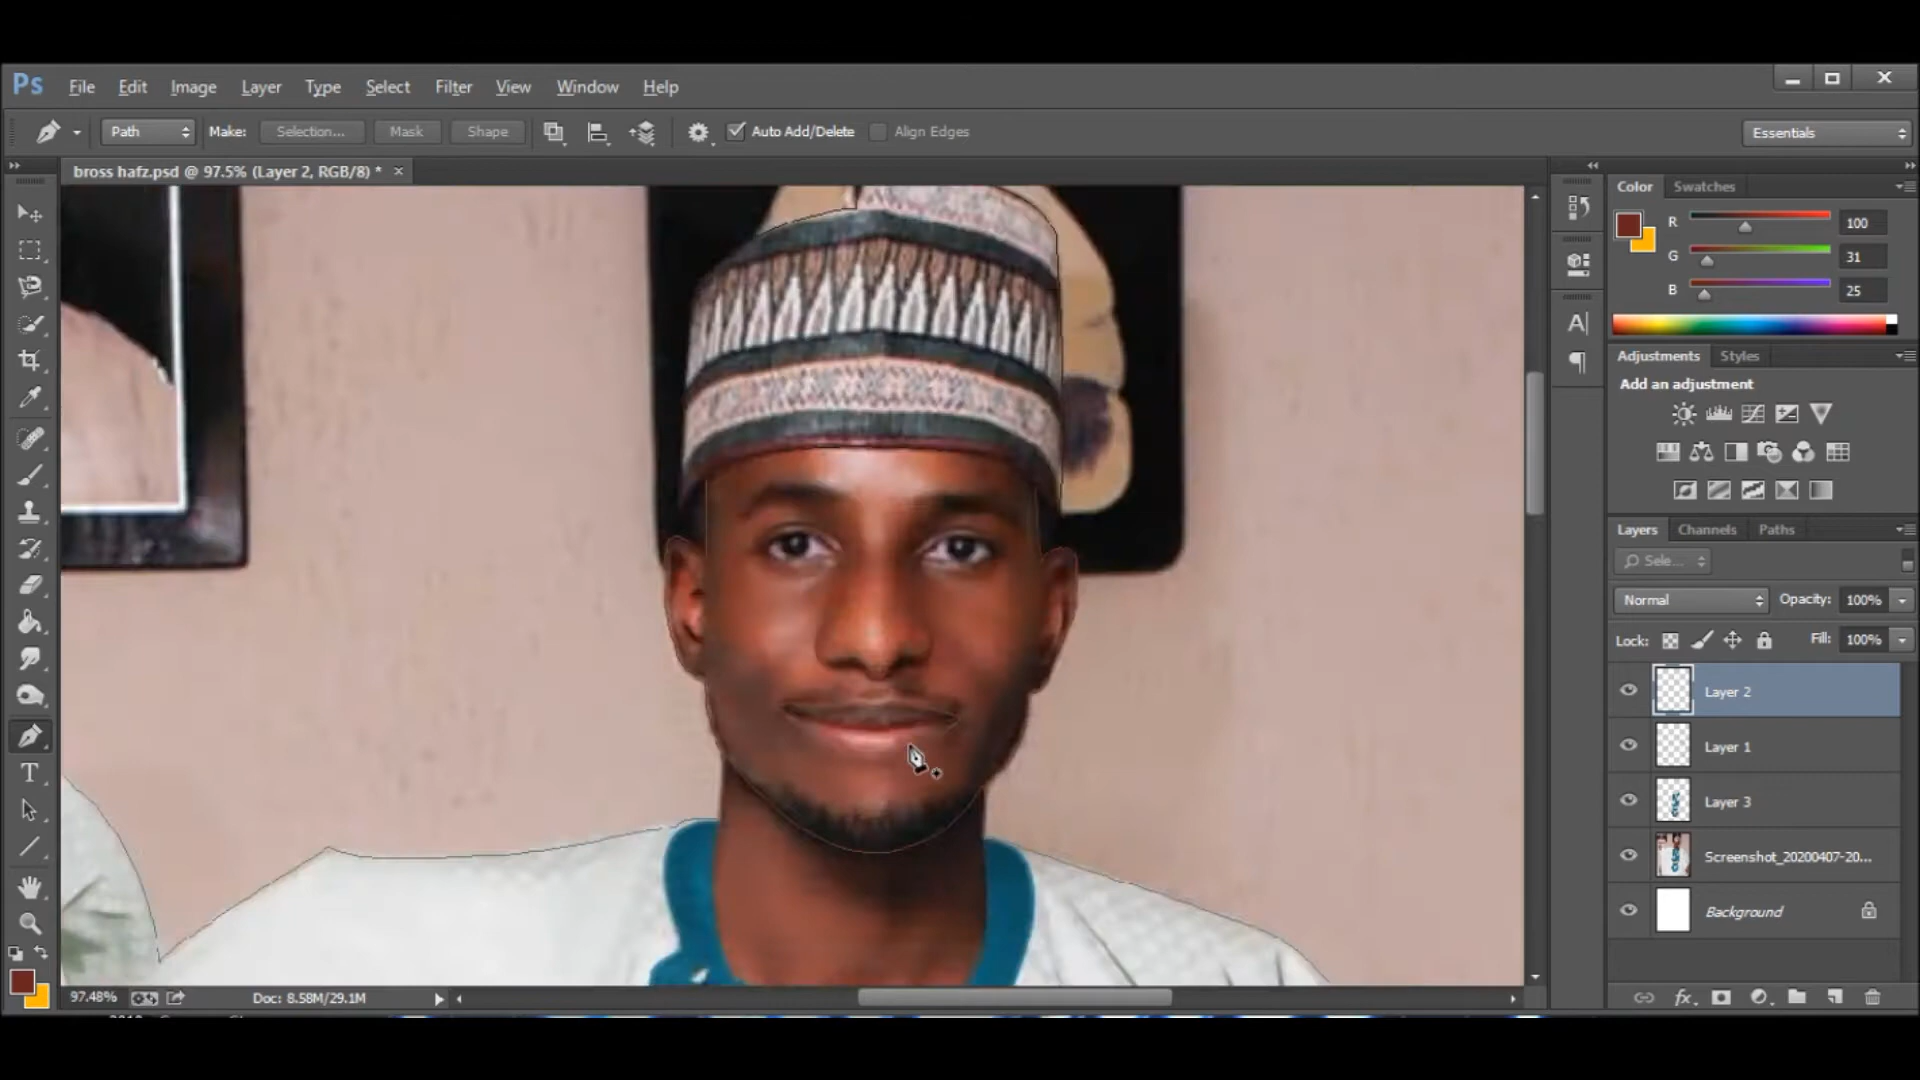 Ps File Edit Image Layer Type Select Filter View Window Help
Path Make: Selection... Mask Shape Auto Add/Delete Align Edges Essentials
bross hafz.psd @ 97.5% (Layer 2, RGB/8) *
Color Swatches
R 100
G 31
B 25
Adjustments Styles
Add an adjustment
Layers Channels Paths
Sele...
Normal Opacity: 100%
Lock: Fill: 100%
Layer 2
Layer 1
Layer 3
Screenshot_20200407-20...
Background
97.48% Doc: 8.58M/29.1M